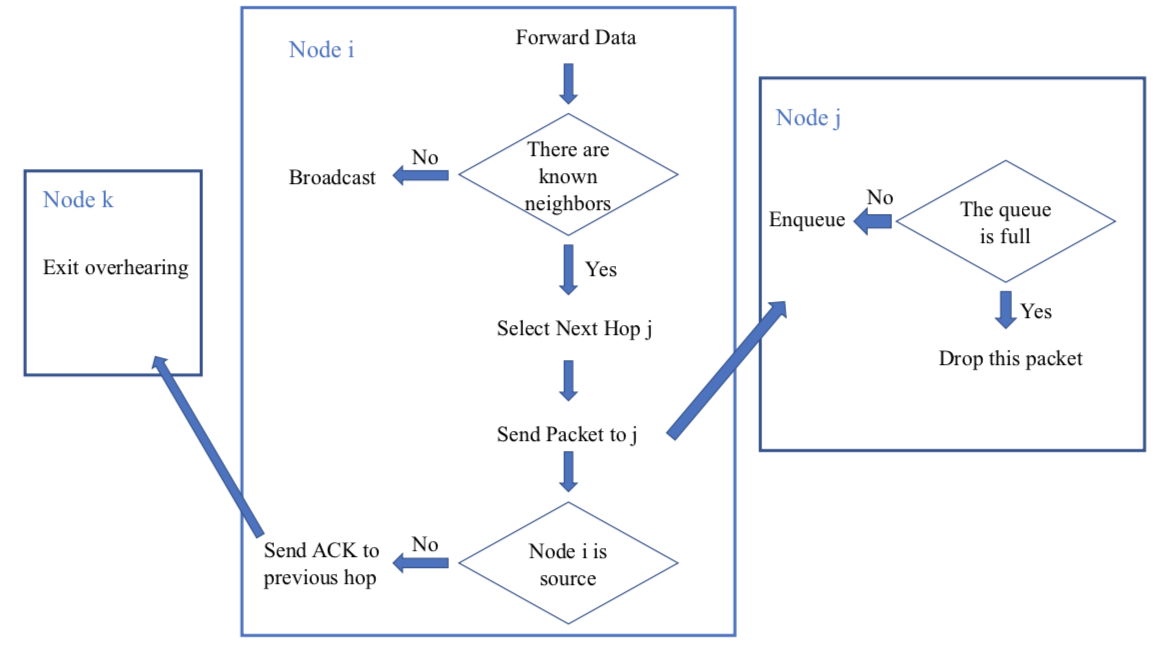 Node i
Forward Data
There are
known
neighbors
No
Broadcast
Yes
Select Next Hop j
Send Packet to j
Node i is
source
No
Send ACK to
previous hop
Node k
Exit overhearing
Node j
The queue
is full
No
Enqueue
Yes
Drop this packet